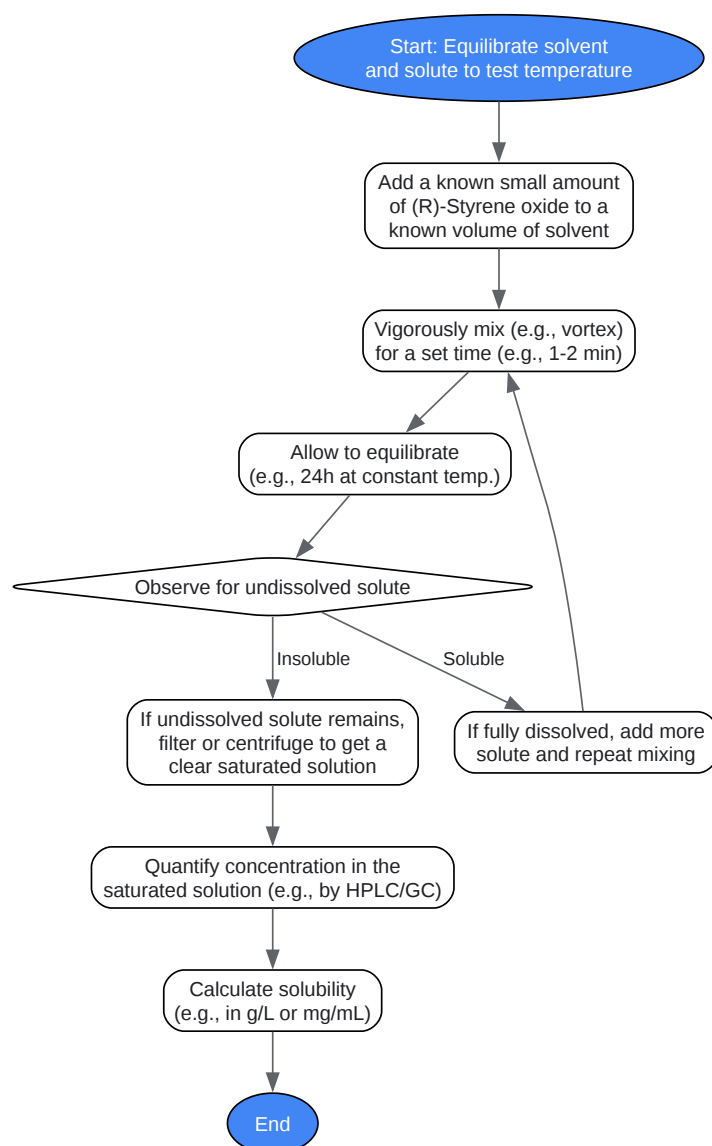 Start: Equilibrate solvent
and solute to test temperature
Add a known small amount
of (R)-Styrene oxide to a
known volume of solvent
Vigorously mix (e.g., vortex)
for a set time (e.g., 1-2 min)
Allow to equilibrate
(e.g., 24h at constant temp.)
Observe for undissolved solute
Insoluble
Soluble
If undissolved solute remains,
filter or centrifuge to get a
clear saturated solution
If fully dissolved, add more
solute and repeat mixing
Quantify concentration in the
saturated solution (e.g., by HPLC/GC)
Calculate solubility
(e.g., in g/L or mg/mL)
End